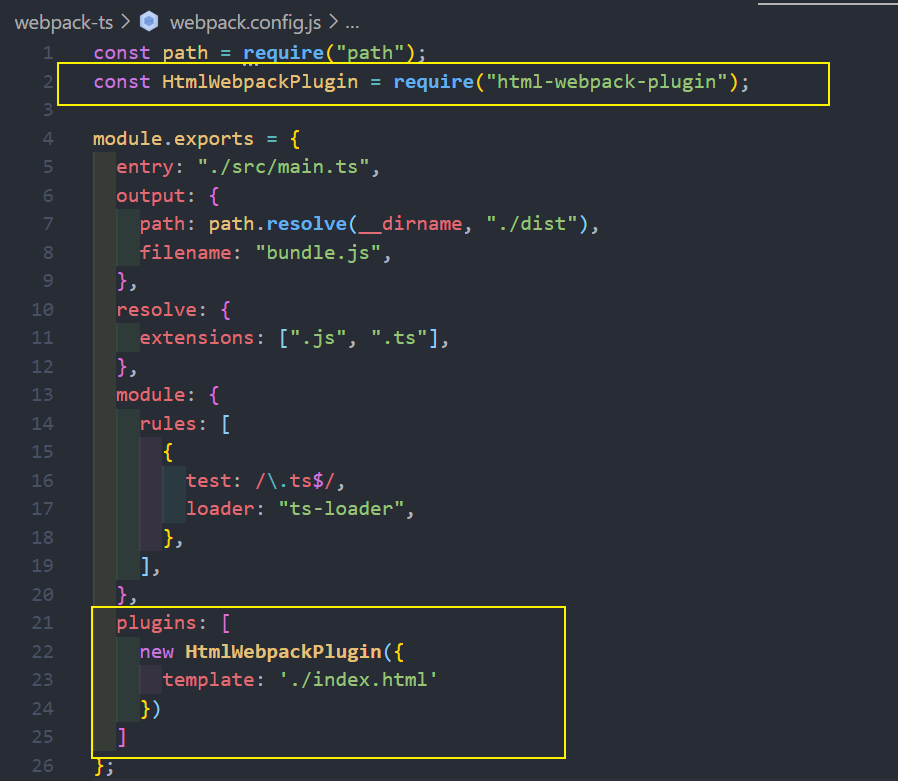 webpack-ts > webpack.config.js > ...
1 const path = require("path");
2 const HtmlWebpackPlugin = require("html-webpack-plugin");
3
4 module.exports = {
5   entry: "./src/main.ts",
6   output: {
7     path: path.resolve(__dirname, "./dist"),
8     filename: "bundle.js",
9   },
10   resolve: {
11     extensions: [".js", ".ts"],
12   },
13   module: {
14     rules: [
15       {
16         test: /\.ts$/,
17         loader: "ts-loader",
18       },
19     ],
20   },
21   plugins: [
22     new HtmlWebpackPlugin({
23       template: './index.html'
24     })
25   ]
26 };